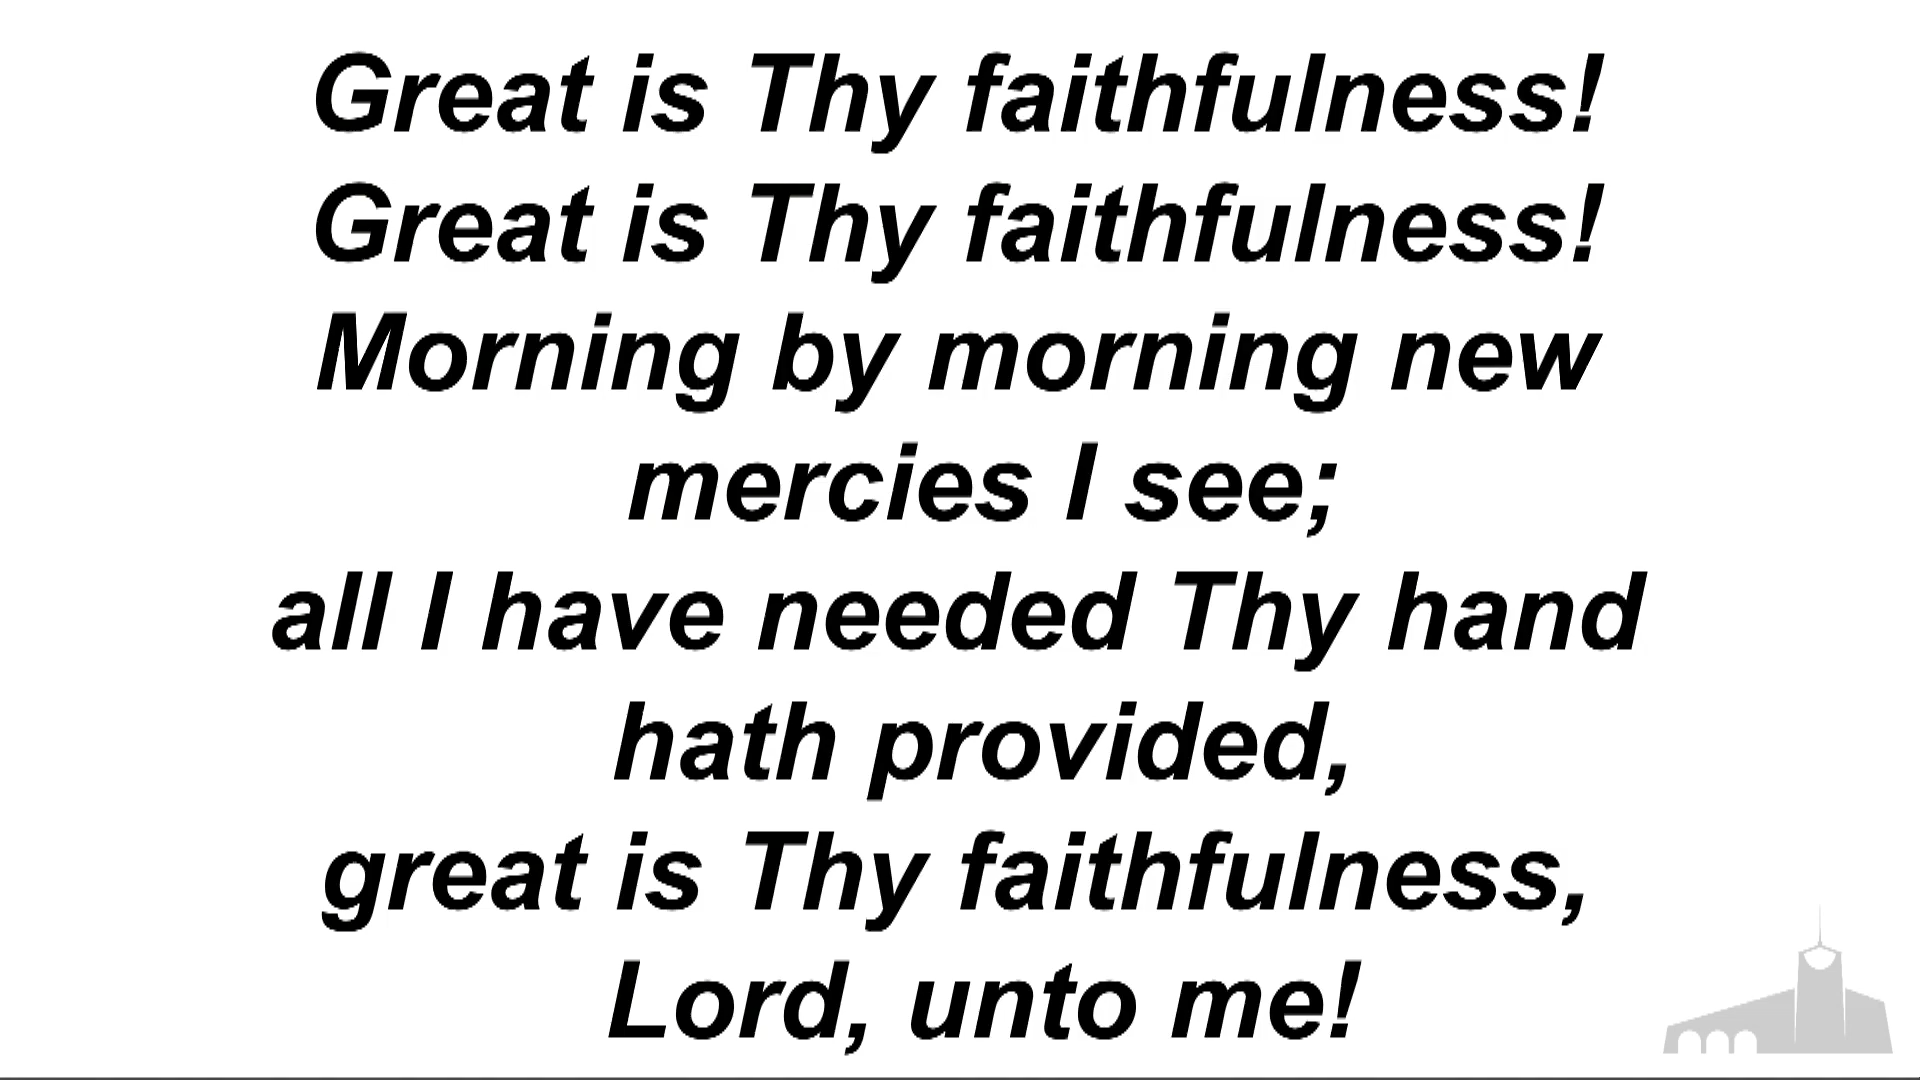 Great is Thy faithfulness!
Great is Thy faithfulness!
Morning by morning new
mercies I see;
all I have needed Thy hand
hath provided,
great is Thy faithfulness,
Lord, unto me!